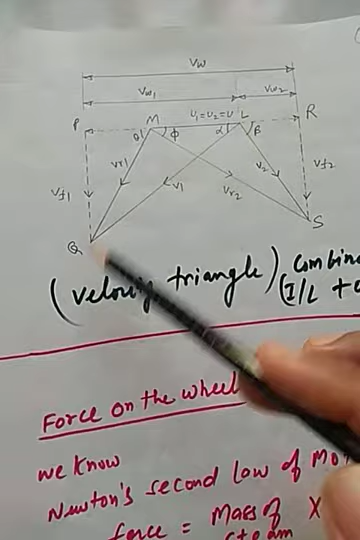 Vw
Vw1 Vw2
P M U1=U2=U L R
θ ϕ α β
Vr1 V1 Vr2 V2
Vf1 Vf2
Q S
(velocity triangle) Combin
(I/L +
Force on the wheel
we know
Newton's second Low of Mo
force = Mass of X
steam